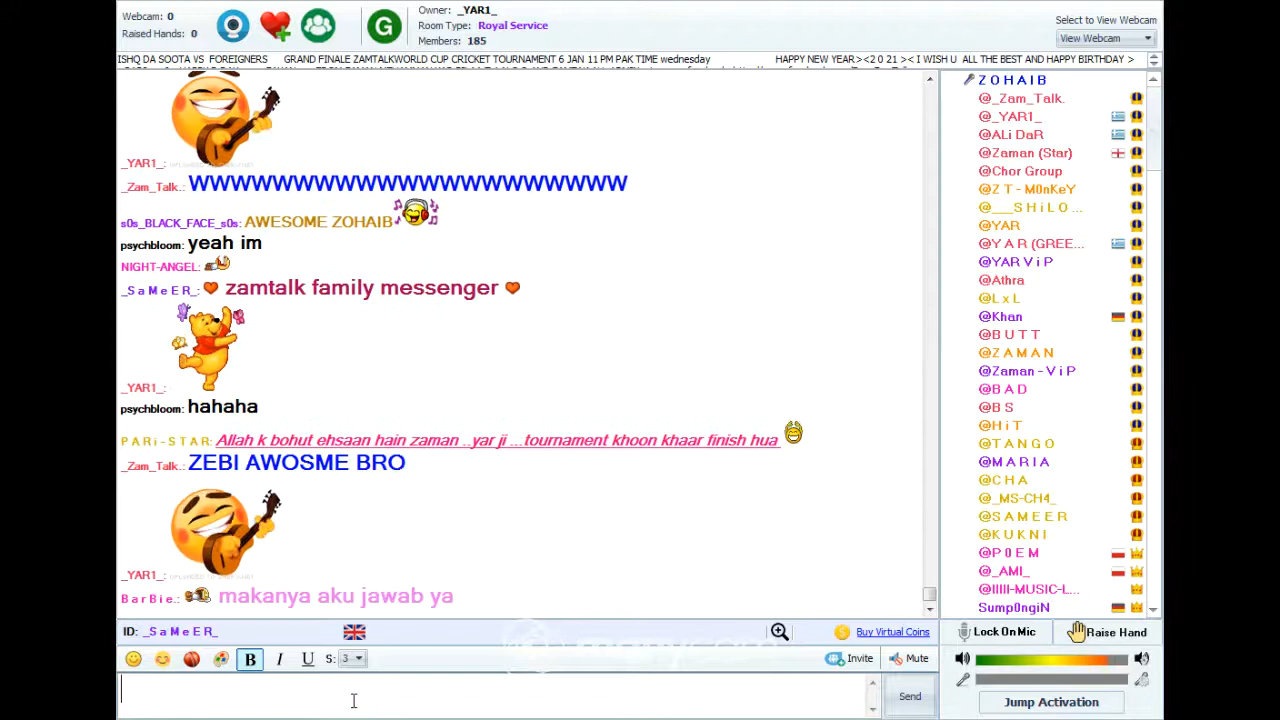 Webcam: 0
Raised Hands: 0
G
Owner: _YAR1_
Room Type: Royal Service
Members: 185
Select to View Webcam
View Webcam
ISHQ DA SOOTA VS FOREIGNERS GRAND FINALE ZAMTALKWORLD CUP CRICKET TOURNAMENT 6 JAN 11 PM PAK TIME wednesday HAPPY NEW YEAR><2 0 21 >< I WISH U ALL THE BEST AND HAPPY BIRTHDAY >
_YAR1_:
_Zam_Talk.: WWWWWWWWWWWWWWWWWWWWW
s0s_BLACK_FACE_s0s: AWESOME ZOHAIB
psychbloom: yeah im
NIGHT-ANGEL:
_S a M e E R_: zamtalk family messenger
_YAR1_:
psychbloom: hahaha
P A R i - S T A R: Allah k bohut ehsaan hain zaman ..yar ji ...tournament khoon khaar finish hua
_Zam_Talk.: ZEBI AWOSME BRO
_YAR1_:
B a r B i e.: makanya aku jawab ya
Z O H A I B
@_Zam_Talk.
@_YAR1_
@ALi DaR
@Zaman (Star)
@Chor Group
@Z T - M0nKeY
@___S H i L O ...
@YAR
@Y A R (GREE...
@YAR V i P
@Athra
@L x L
@Khan
@B U T T
@Z A M A N
@Zaman - V i P
@B A D
@B S
@H i T
@T A N G O
@M A R I A
@C H A
@_MS-CH4_
@S A M E E R
@K U K N I
@P 0 E M
@_AMI_
@IIIII-MUSIC-L...
Sump0ngiN
ID: _S a M e E R_
Buy Virtual Coins
Lock On Mic
Raise Hand
B I U S: 3
Invite
Mute
Send
Jump Activation